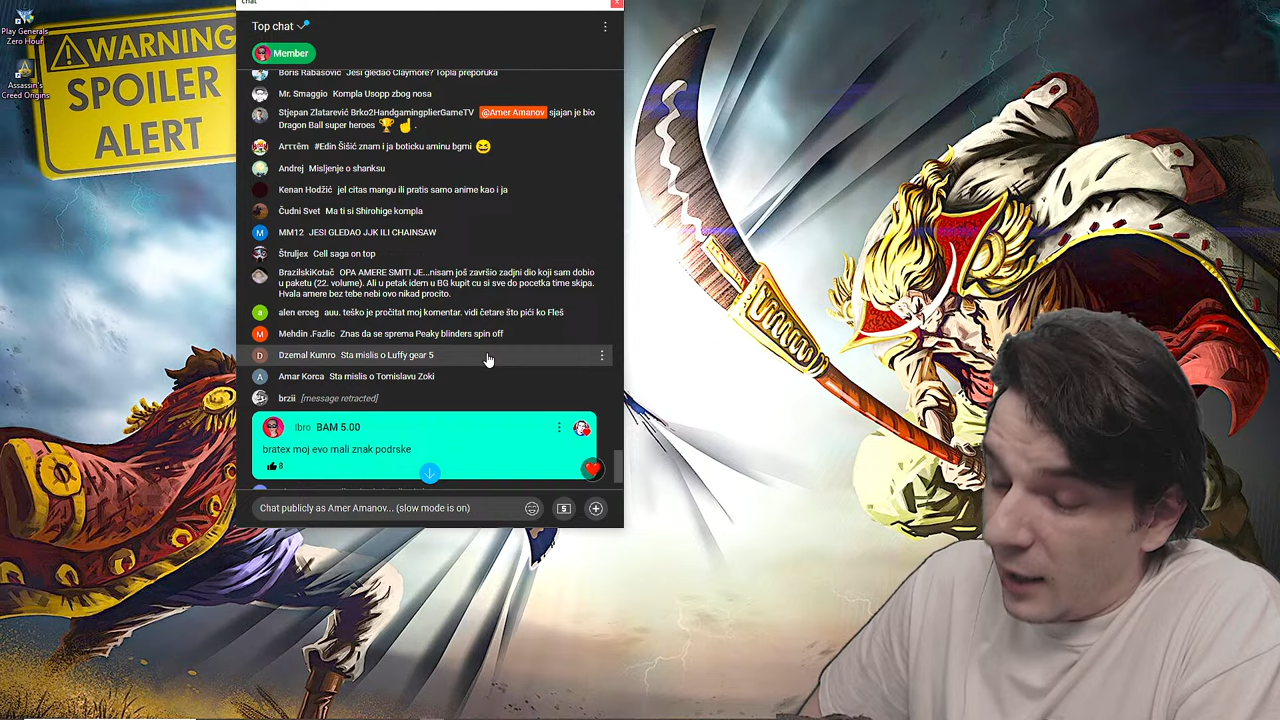 chat
Play Generals
Zero Hour
Assassin's
Creed Origins
WARNING
SPOILER
ALERT
Top chat
Member
Boris Rabasović Jesi gledao Claymore? Topla preporuka
Mr. Smaggio Kompla Usopp zbog nosa
Stjepan Zlatarević Brko2HandgamingplierGameTV @Amer Amanov sjajan je bio
Dragon Ball super heroes 🏆 ☝.
Arττēm #Edin Šišić znam i ja boticku aminu bgmi 😆
Andrej Misljenje o shanksu
Kenan Hodžić jel citas mangu ili pratis samo anime kao i ja
Čudni Svet Ma ti si Shirohige kompla
M MM12 JESI GLEDAO JJK ILI CHAINSAW
Štruljex Cell saga on top
BrazilskiKotač OPA AMERE SMITI JE...nisam još završio zadnji dio koji sam dobio
u paketu (22. volume). Ali u petak idem u BG kupit cu si sve do pocetka time skipa.
Hvala amere bez tebe nebi ovo nikad procito.
a alen erceg auu. teško je pročitat moj komentar. vidi četare što pići ko Fleš
M Mehdin .Fazlic Znas da se sprema Peaky blinders spin off
D Dzemal Kumro Sta mislis o Luffy gear 5
A Amar Korca Sta mislis o Tomislavu Zoki
brzii [message retracted]
Ibro BAM 5.00
bratex moj evo mali znak podrske
8
Chat publicly as Amer Amanov... (slow mode is on)